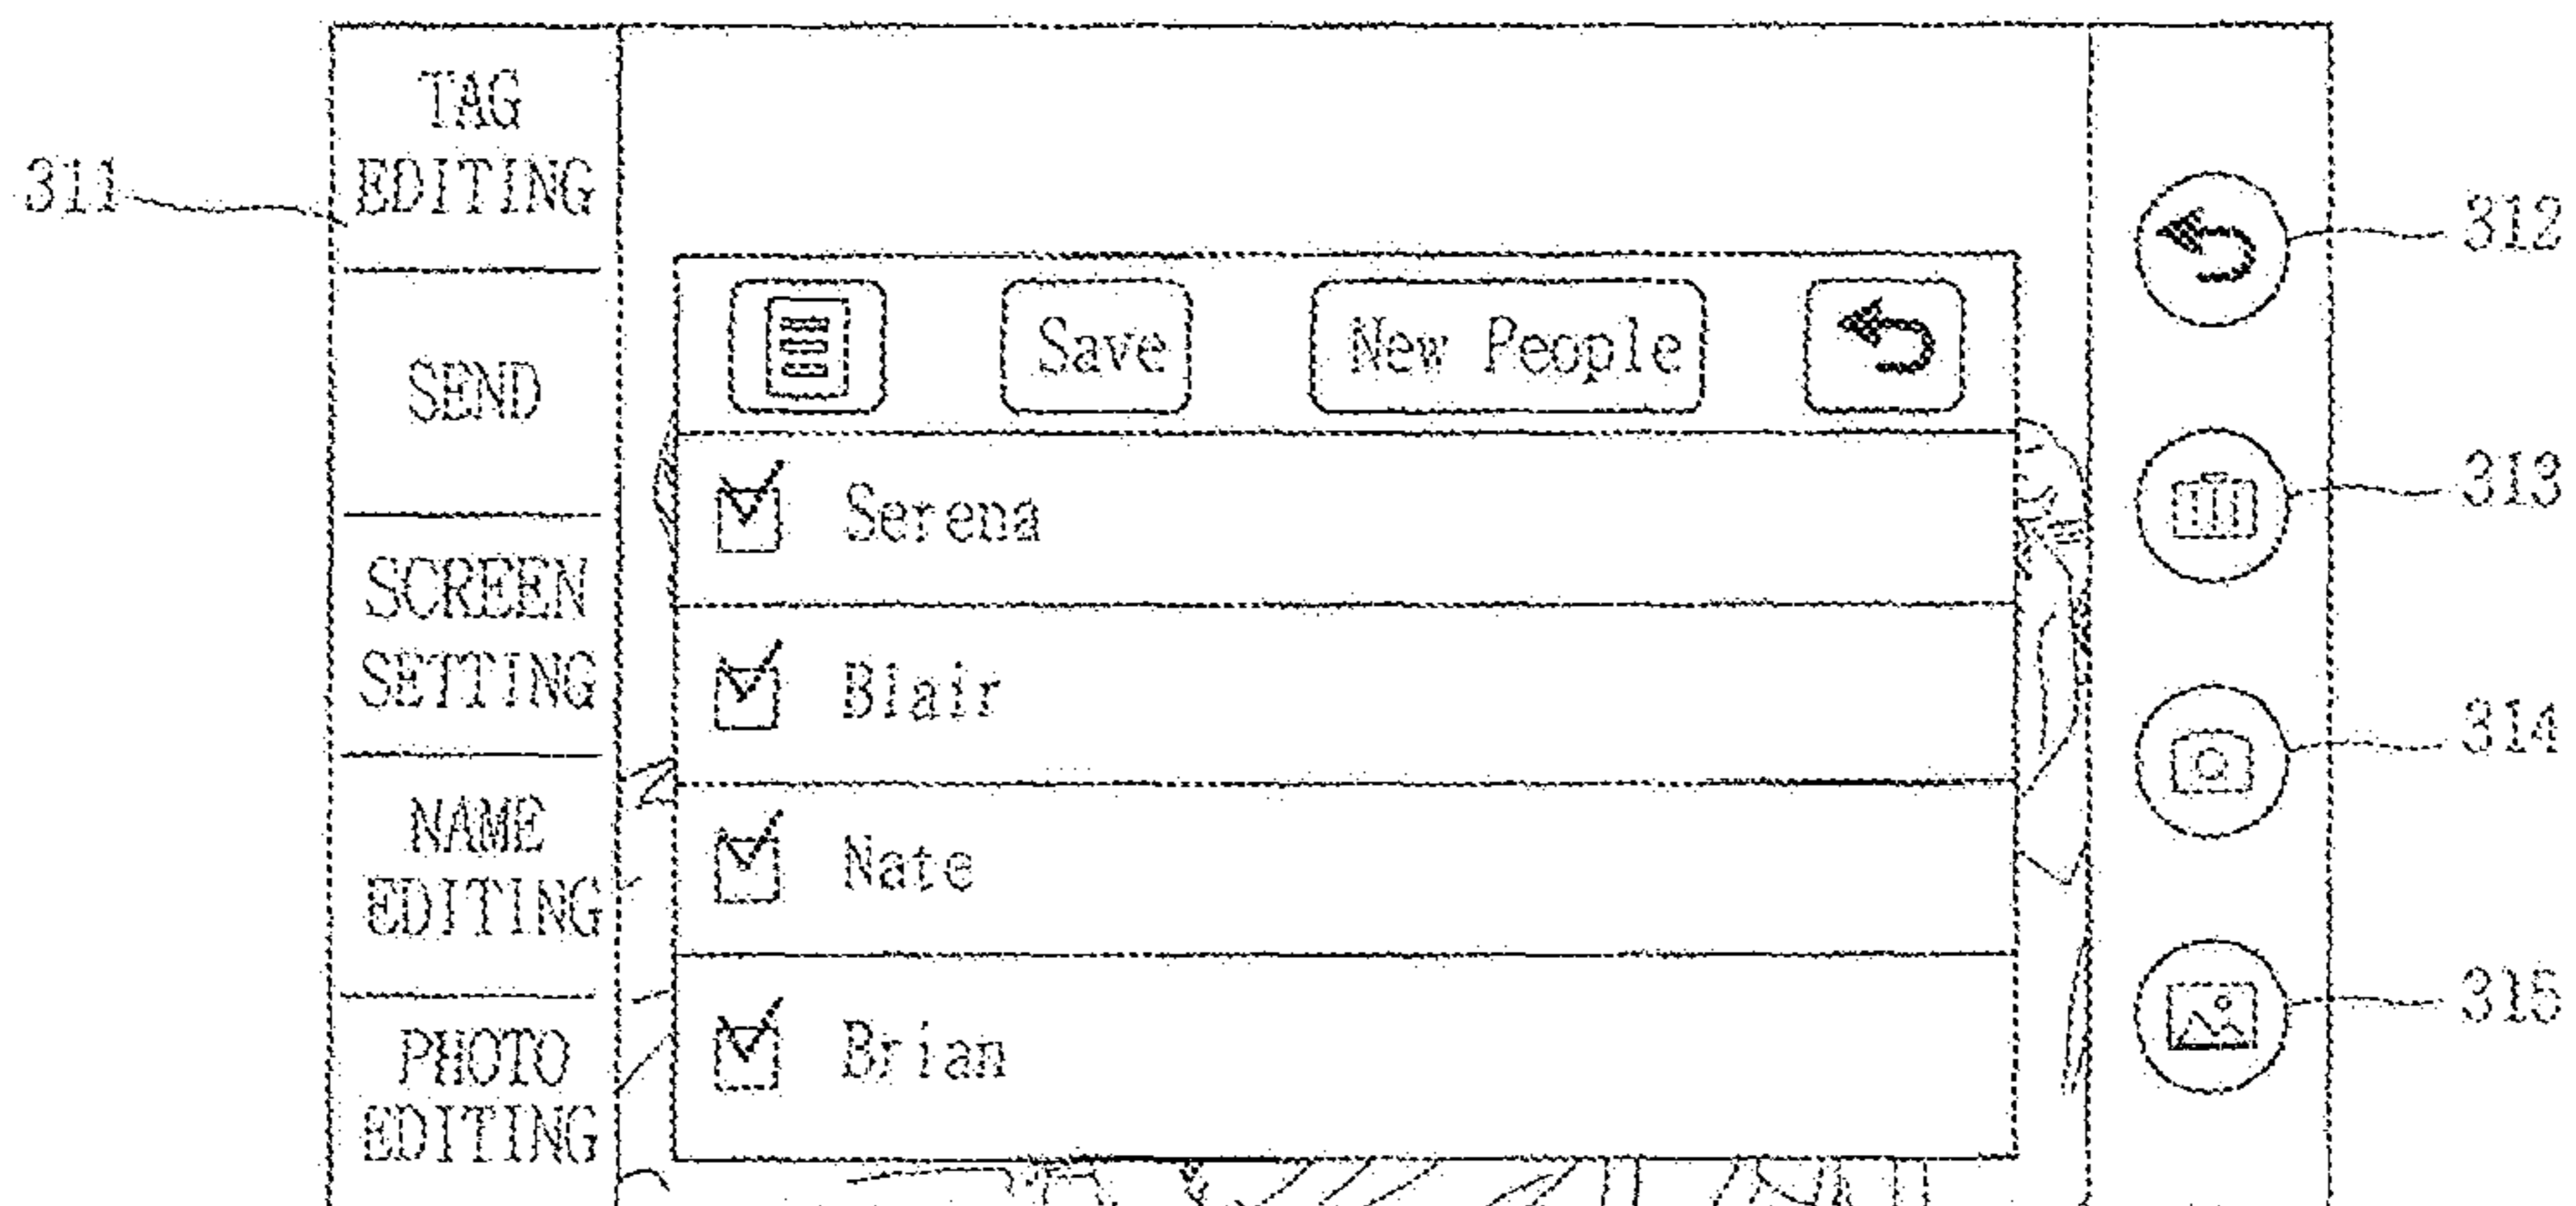 TAG
EDITING
311
SEND
SCREEN
SETTING
NAME
EDITING
PHOTO
EDITING
Save
New People
Serena
Blair
Nate
Brian
312
313
314
315